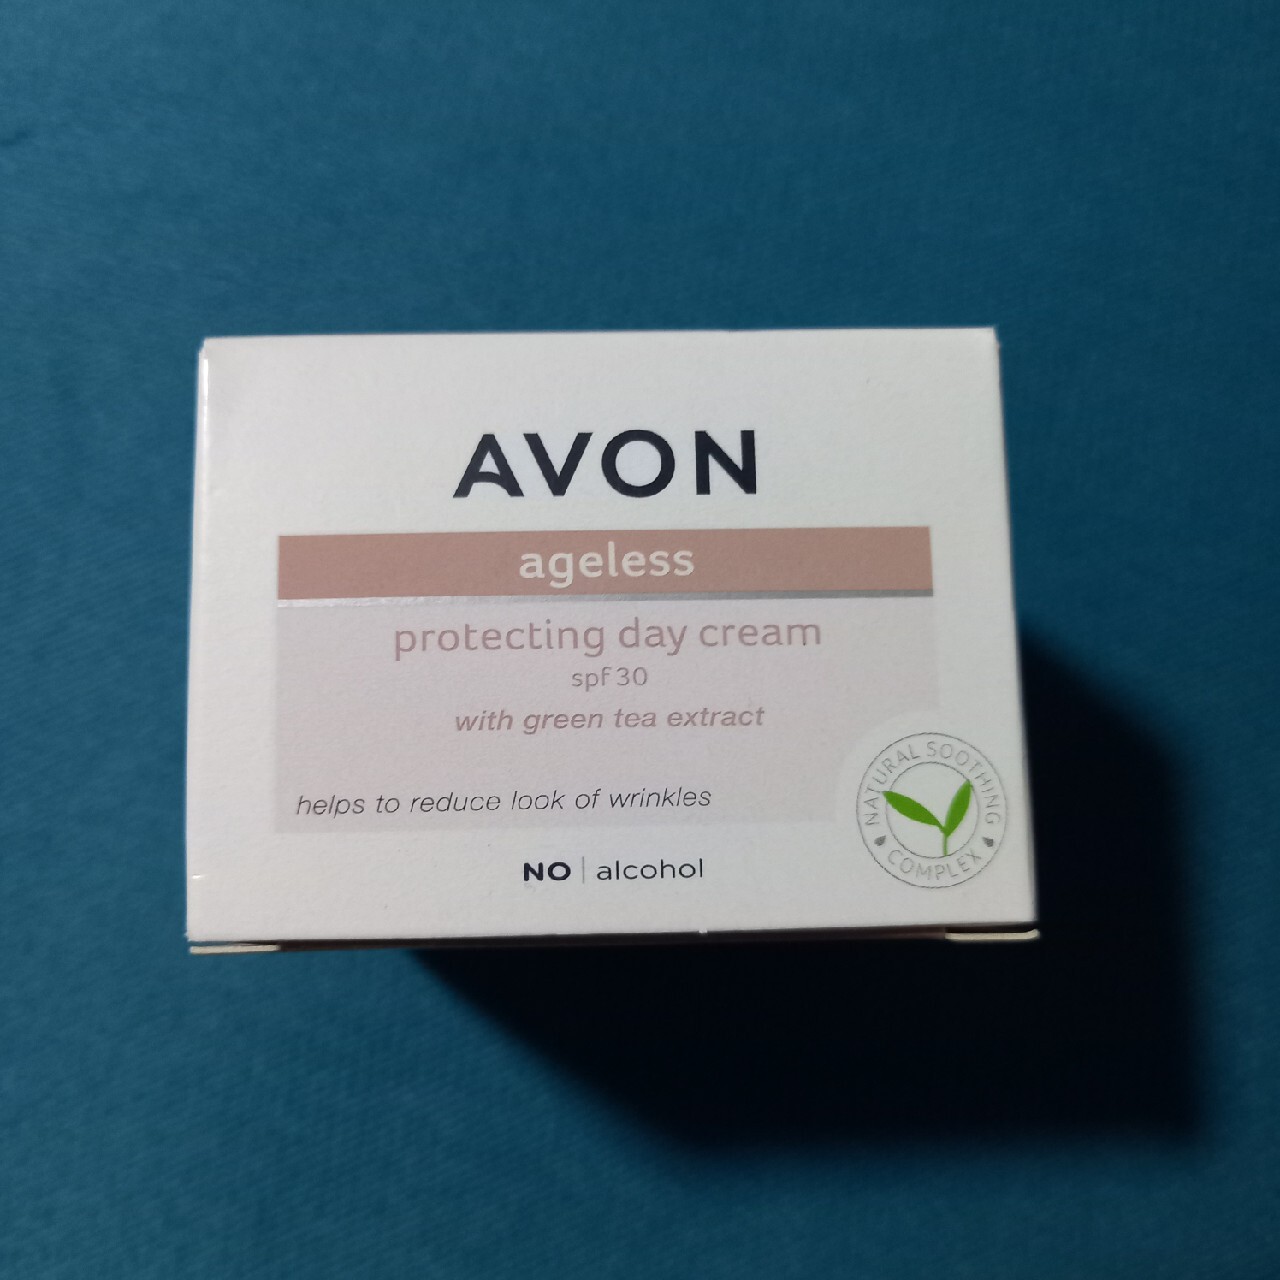 AVON
ageless
protecting day cream
spf 30
with green tea extract
helps to reduce look of wrinkles
NO | alcohol
NATURAL SOOTHING
COMPLEX